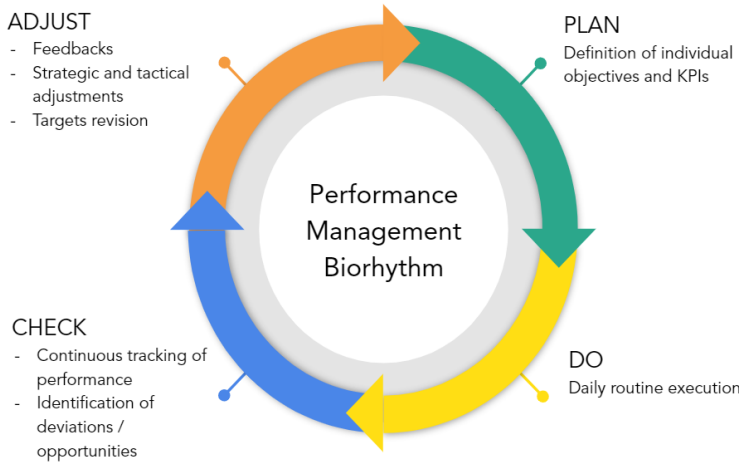 ADJUST
- Feedbacks
- Strategic and tactical
adjustments
- Targets revision
PLAN
Definition of individual
objectives and KPIs
Performance
Management
Biorhythm
CHECK
- Continuous tracking of
performance
- Identification of
deviations /
opportunities
DO
Daily routine execution